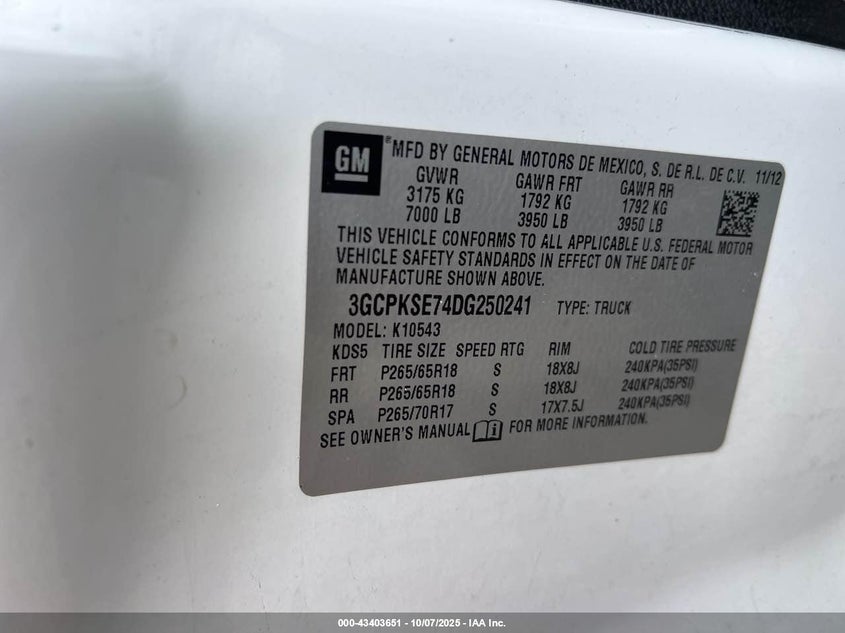 GM
® MFD BY GENERAL MOTORS DE MEXICO, S. DE R.L. DE C.V. 11/12
GVWR GAWR FRT GAWR RR
3175 KG 1792 KG 1792 KG
7000 LB 3950 LB 3950 LB
THIS VEHICLE CONFORMS TO ALL APPLICABLE U.S. FEDERAL MOTOR
VEHICLE SAFETY STANDARDS IN EFFECT ON THE DATE OF
MANUFACTURE SHOWN ABOVE.
3GCPKSE74DG250241 TYPE: TRUCK
MODEL: K10543
KDS5 TIRE SIZE SPEED RTG RIM COLD TIRE PRESSURE
FRT P265/65R18 S 18X8J 240KPA(35PSI)
RR P265/65R18 S 18X8J 240KPA(35PSI)
SPA P265/70R17 S 17X7.5J 240KPA(35PSI)
SEE OWNER'S MANUAL i FOR MORE INFORMATION.
000-43403651 - 10/07/2025 - IAA Inc.